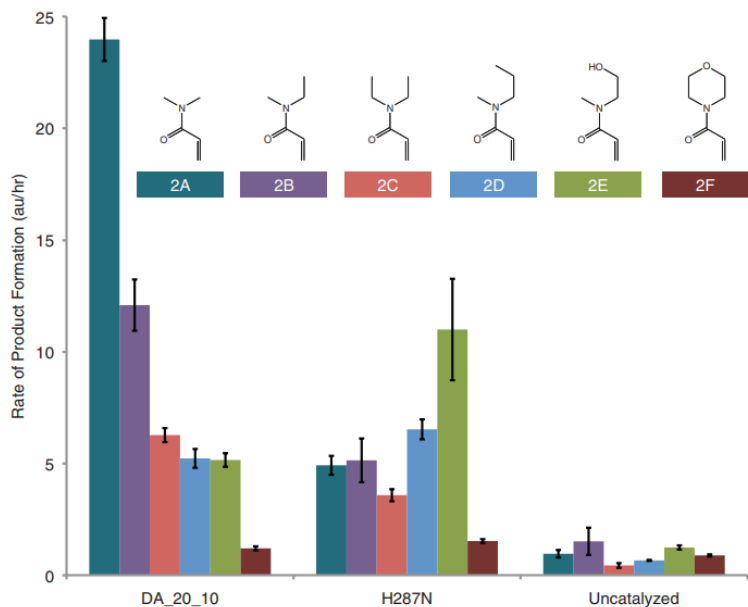 Rate of Product Formation (au/hr)
25
20
15
10
5
0
N
O
N
O
N
O
N
O
HO
N
O
O
N
O
2A 2B 2C 2D 2E 2F
DA_20_10 H287N Uncatalyzed